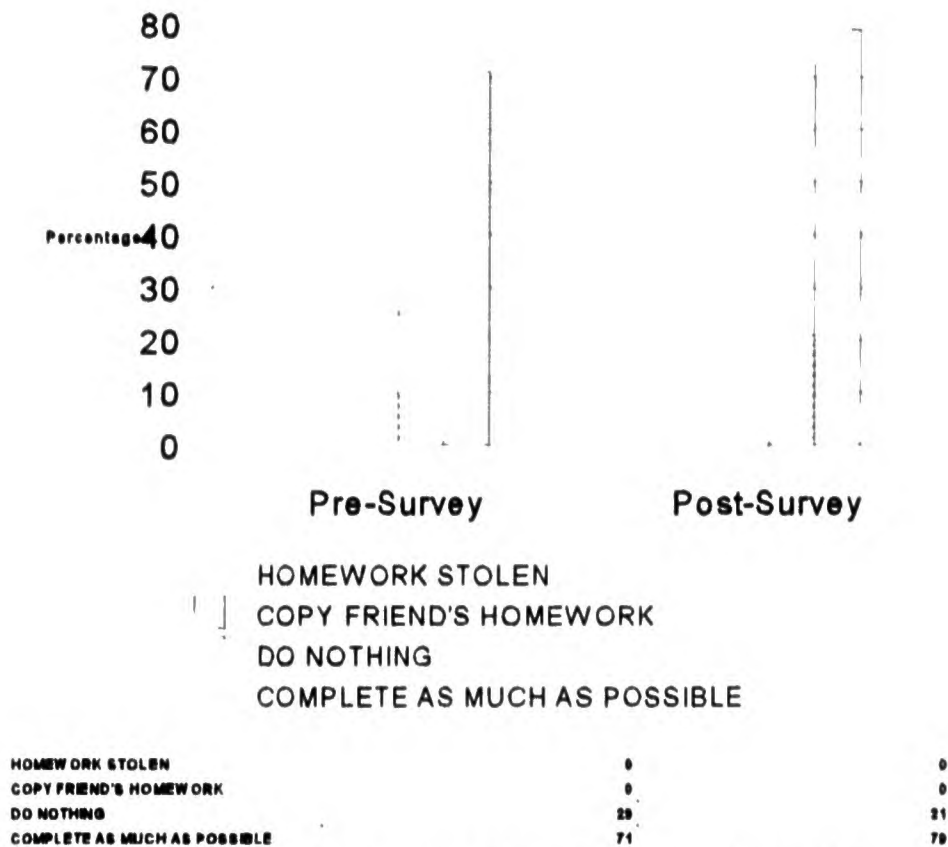 80
70
60
50
Percentage 40
30
20
10
0
Pre-Survey Post-Survey
HOMEWORK STOLEN
COPY FRIEND'S HOMEWORK
DO NOTHING
COMPLETE AS MUCH AS POSSIBLE
HOMEWORK STOLEN 0 0
COPY FRIEND'S HOMEWORK 0 0
DO NOTHING 29 21
COMPLETE AS MUCH AS POSSIBLE 71 79